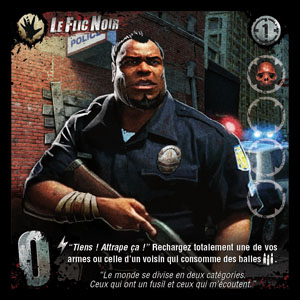 LE FLIC NOIR
1
POLICE
0
"Tiens ! Attrape ça !" Rechargez totalement une de vos
armes ou celle d'un voisin qui consomme des balles
"Le monde se divise en deux catégories.
Ceux qui ont un fusil et ceux qui m'écoutent."